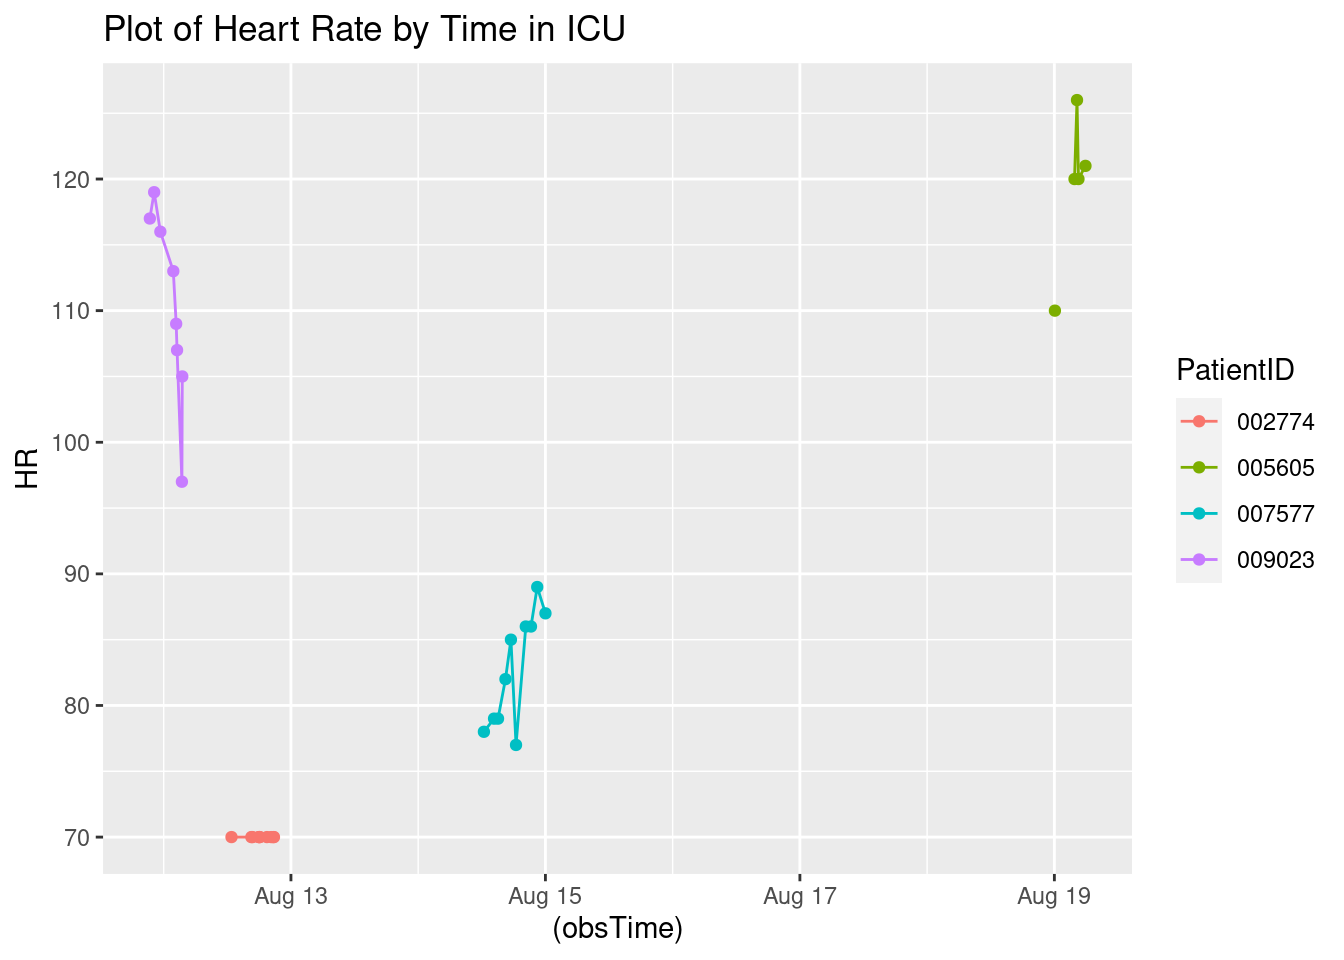 Plot of Heart Rate by Time in ICU
120
110
100
90
80
70
HR
Aug 13 Aug 15 Aug 17 Aug 19
(obsTime)
PatientID
002774
005605
007577
009023